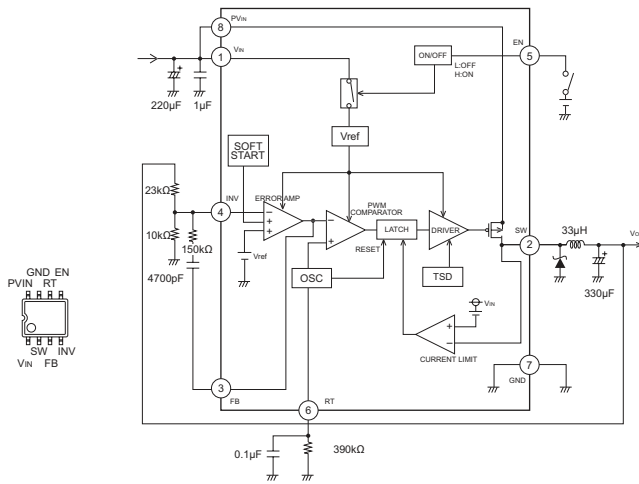 PVIN
8
VIN
1
ON/OFF
EN
5
L:OFF
H:ON
220μF
1μF
Vref
SOFT
START
23kΩ
INV
4
ERROR AMP
PWM
COMPARATOR
LATCH
DRIVER
33μH
SW
2
VO
10kΩ
150kΩ
RESET
Vref
OSC
TSD
330μF
4700pF
VIN
GND EN
PVIN RT
CURRENT LIMIT
SW INV
VIN FB
3
FB
7
GND
6
RT
0.1μF
390kΩ